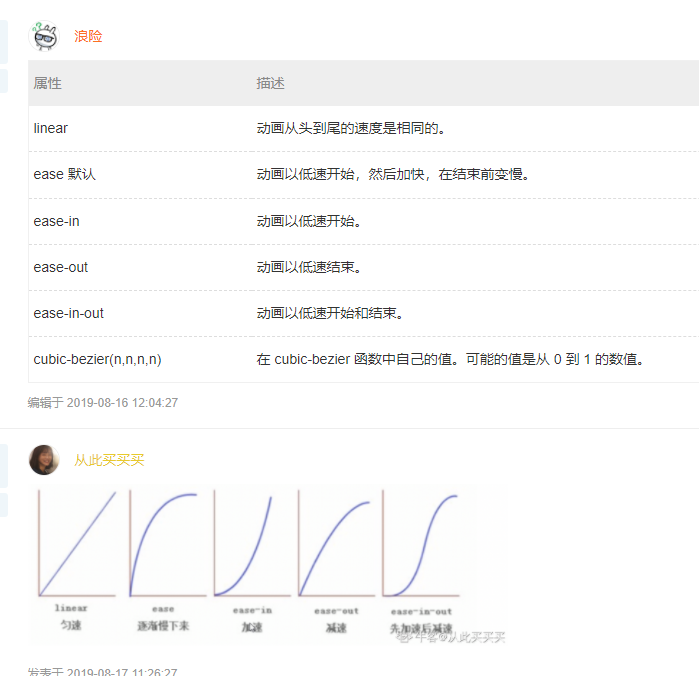 浪险
属性 描述
linear 动画从头到尾的速度是相同的。
ease 默认 动画以低速开始，然后加快，在结束前变慢。
ease-in 动画以低速开始。
ease-out 动画以低速结束。
ease-in-out 动画以低速开始和结束。
cubic-bezier(n,n,n,n) 在 cubic-bezier 函数中自己的值。可能的值是从 0 到 1 的数值。
编辑于 2019-08-16 12:04:27
从此买买买
linear ease ease-in ease-out ease-in-out
匀速 逐渐慢下来 加速 减速 先加速后减速
牛客@从此买买买
发表于 2019-08-17 11:26:27